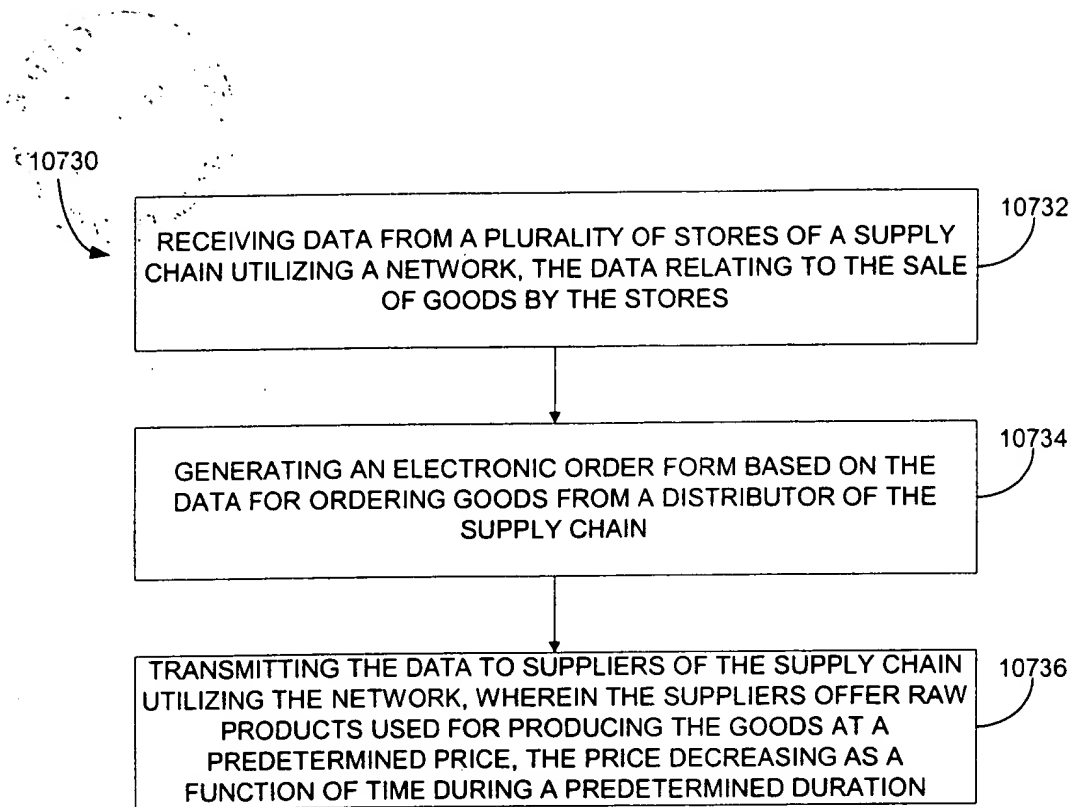 10730
10732
RECEIVING DATA FROM A PLURALITY OF STORES OF A SUPPLY
CHAIN UTILIZING A NETWORK, THE DATA RELATING TO THE SALE
OF GOODS BY THE STORES
10734
GENERATING AN ELECTRONIC ORDER FORM BASED ON THE
DATA FOR ORDERING GOODS FROM A DISTRIBUTOR OF THE
SUPPLY CHAIN
10736
TRANSMITTING THE DATA TO SUPPLIERS OF THE SUPPLY CHAIN
UTILIZING THE NETWORK, WHEREIN THE SUPPLIERS OFFER RAW
PRODUCTS USED FOR PRODUCING THE GOODS AT A
PREDETERMINED PRICE, THE PRICE DECREASING AS A
FUNCTION OF TIME DURING A PREDETERMINED DURATION